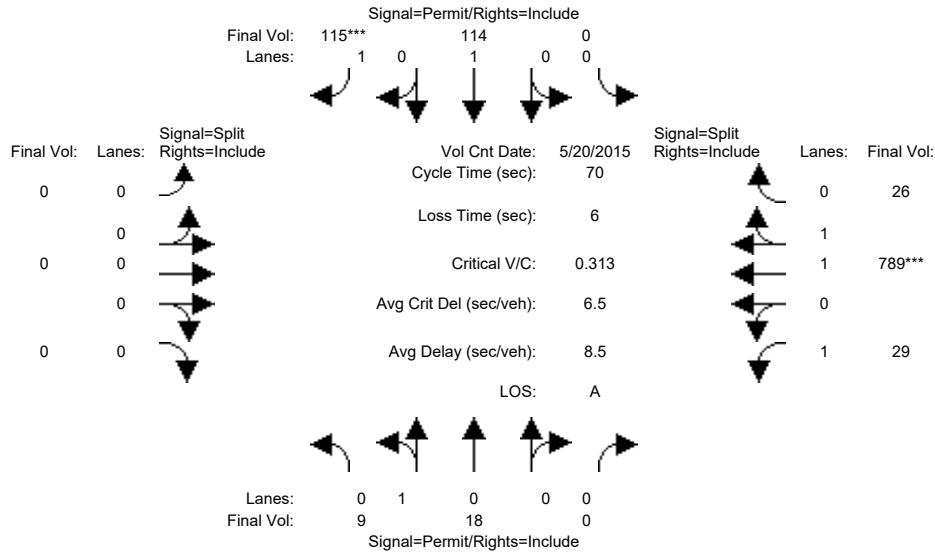 Signal=Permit/Rights=Include
Final Vol: 115*** 114 0
Lanes: 1 0 1 0 0
Signal=Split
Final Vol: Lanes: Rights=Include
Vol Cnt Date: 5/20/2015
Signal=Split
Rights=Include Lanes: Final Vol:
Cycle Time (sec): 70
0 0
0 26
Loss Time (sec): 6
0
1
0 0
Critical V/C: 0.313
1 789***
0
Avg Crit Del (sec/veh): 6.5
0
0 0
Avg Delay (sec/veh): 8.5
1 29
LOS: A
Lanes: 0 1 0 0 0
Final Vol: 9 18 0
Signal=Permit/Rights=Include